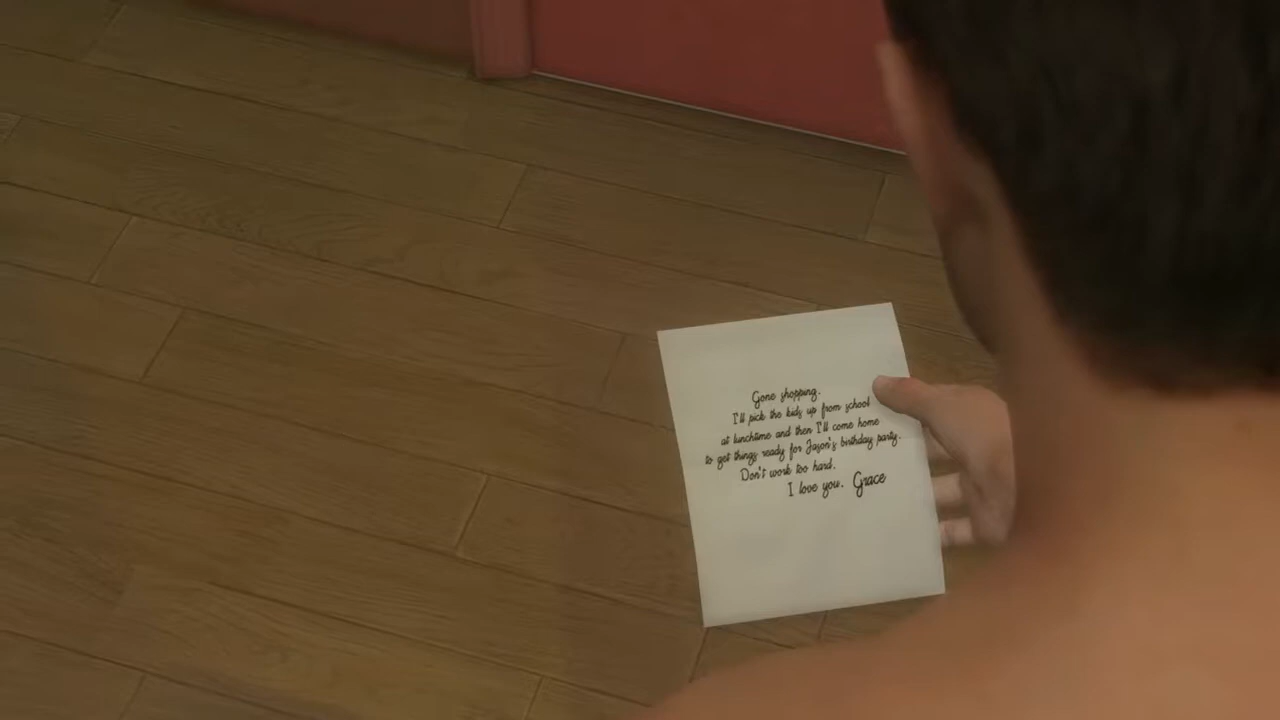 Gone shopping.
I'll pick the kids up from school
at lunchtime and then I'll come home
to get things ready for Jason's birthday party.
Don't work too hard.
I love you. Grace